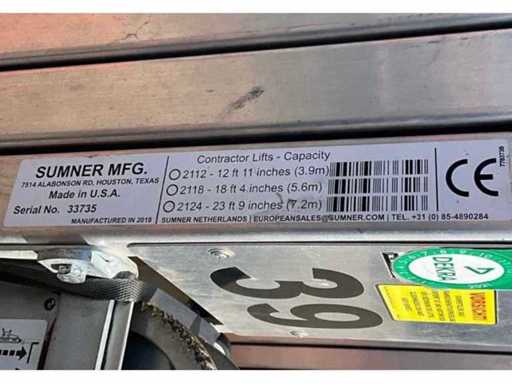 SUMNER MFG.
7514 ALABONSON RD, HOUSTON, TEXAS
Made in U.S.A.
Serial No. 33735
MANUFACTURED IN 2018
Contractor Lifts - Capacity
2112 - 12 ft 11 inches (3.9m)
2118 - 18 ft 4 inches (5.6m)
2124 - 23 ft 9 inches (7.2m)
SUMNER NETHERLANDS | EUROPEANSALES@SUMNER.COM | TEL. +31 (0) 85-4890284
CE
779373B
39
DEKRA